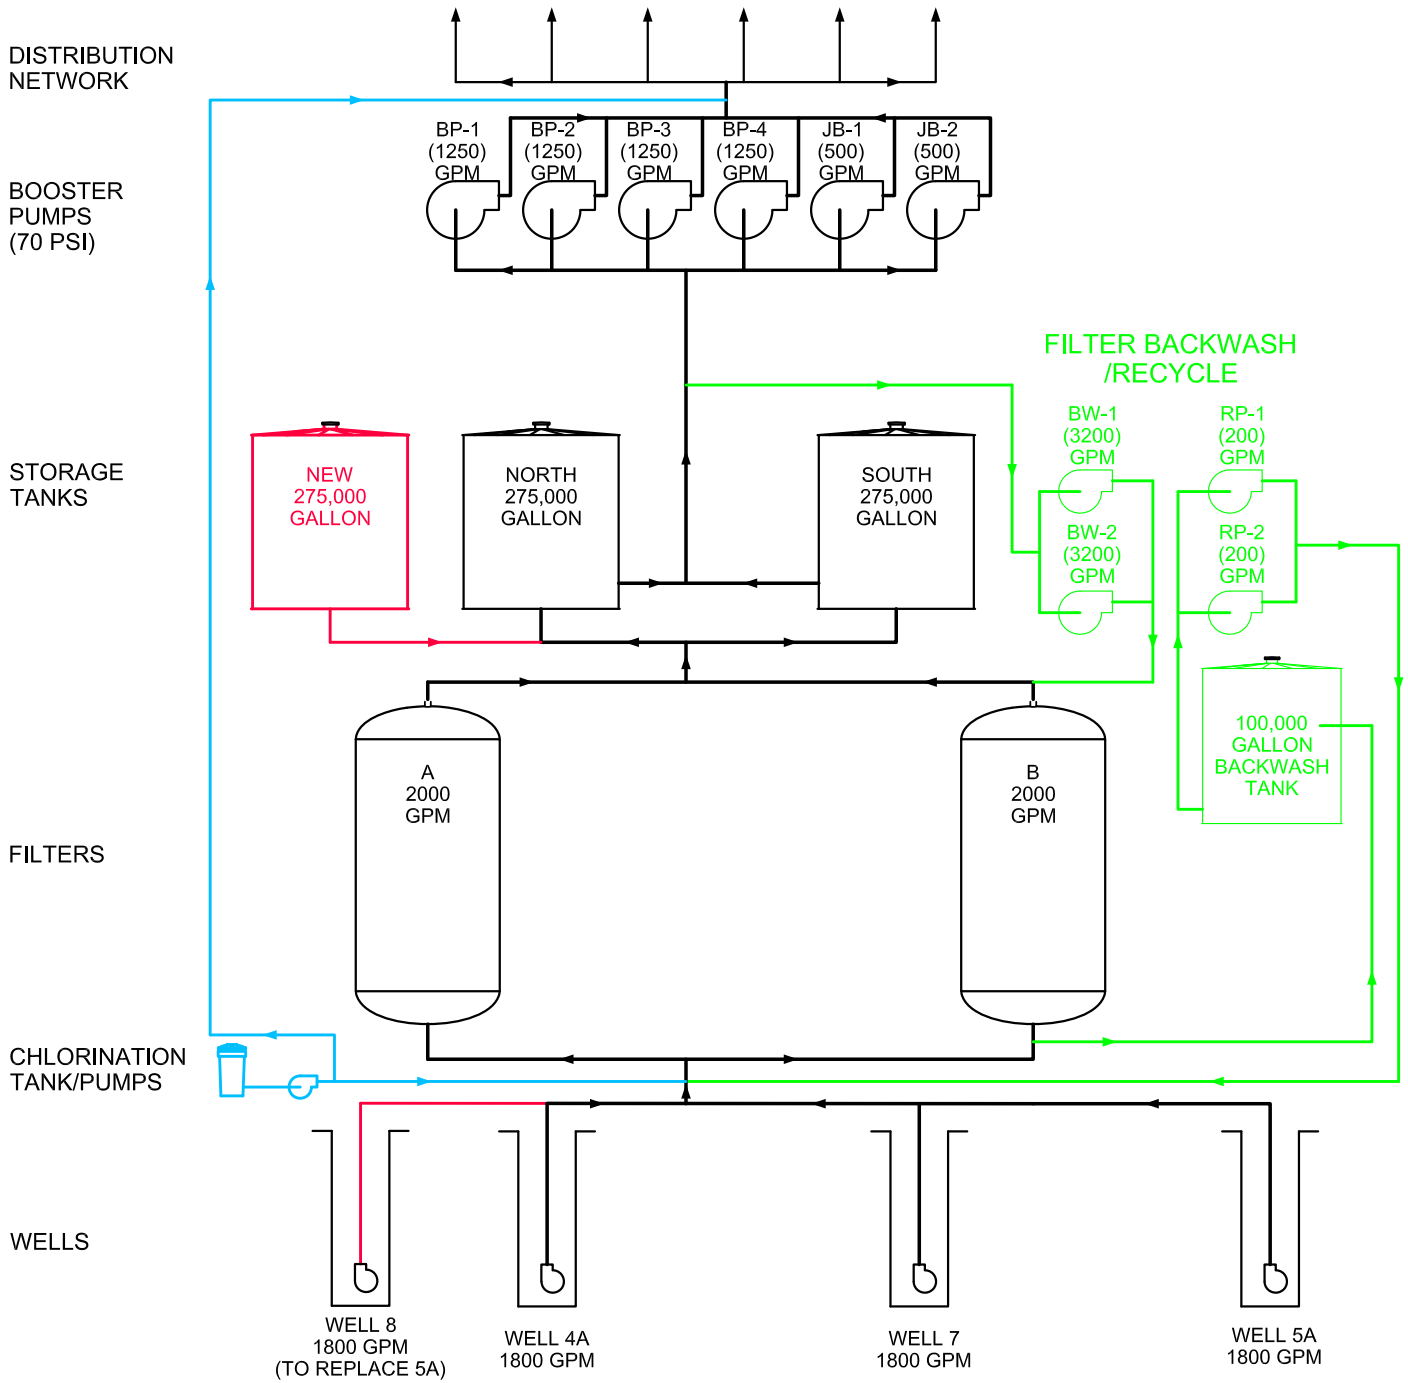 DISTRIBUTION
NETWORK
BP-1
(1250)
GPM
BP-2
(1250)
GPM
BP-3
(1250)
GPM
BP-4
(1250)
GPM
JB-1
(500)
GPM
JB-2
(500)
GPM
BOOSTER
PUMPS
(70 PSI)
FILTER BACKWASH
/RECYCLE
BW-1
(3200)
GPM
RP-1
(200)
GPM
BW-2
(3200)
GPM
RP-2
(200)
GPM
STORAGE
TANKS
NEW
275,000
GALLON
NORTH
275,000
GALLON
SOUTH
275,000
GALLON
100,000
GALLON
BACKWASH
TANK
FILTERS
A
2000
GPM
B
2000
GPM
CHLORINATION
TANK/PUMPS
WELLS
WELL 8
1800 GPM
(TO REPLACE 5A)
WELL 4A
1800 GPM
WELL 7
1800 GPM
WELL 5A
1800 GPM